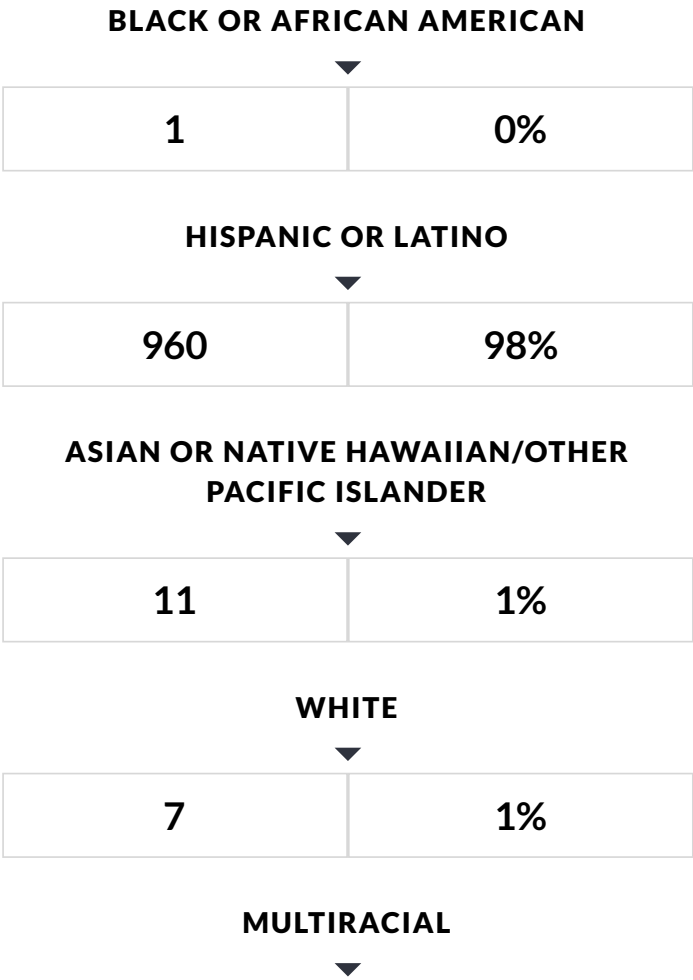 BLACK OR AFRICAN AMERICAN
1 0%
HISPANIC OR LATINO
960 98%
ASIAN OR NATIVE HAWAIIAN/OTHER
PACIFIC ISLANDER
11 1%
WHITE
7 1%
MULTIRACIAL